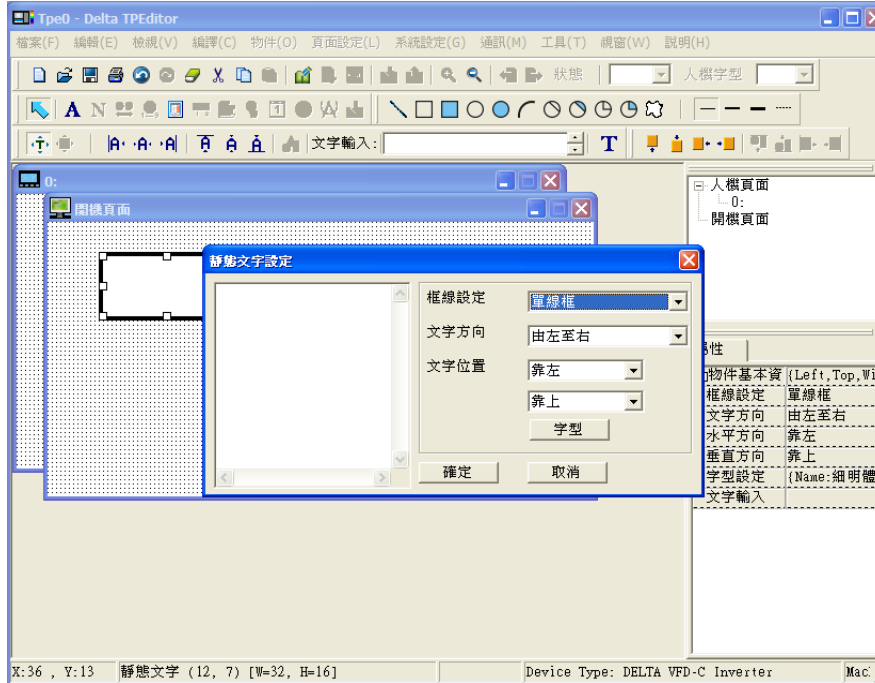 Tpe0 - Delta TPEditor
檔案(F) 編輯(E) 檢視(V) 編譯(C) 物件(O) 頁面設定(L) 系統設定(G) 通訊(M) 工具(T) 視窗(W) 說明(H)
狀態 人機字型
文字輸入:
0:
開機頁面
人機頁面
0:
開機頁面
靜態文字設定
框線設定 單線框
文字方向 由左至右
文字位置 靠左
靠上
字型
確定 取消
性
物件基本資 {Left,Top,Wi
框線設定 單線框
文字方向 由左至右
水平方向 靠左
垂直方向 靠上
字型設定 {Name:細明體
文字輸入
X:36 , Y:13 靜態文字 (12, 7) [W=32, H=16] Device Type: DELTA VFD-C Inverter Mac